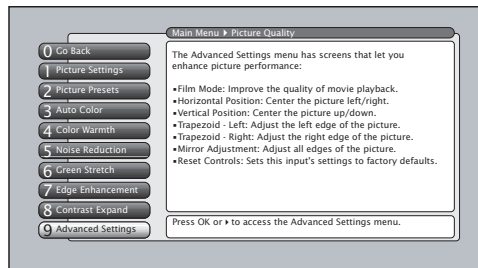 Main Menu ▸ Picture Quality
0 Go Back
1 Picture Settings
2 Picture Presets
3 Auto Color
4 Color Warmth
5 Noise Reduction
6 Green Stretch
7 Edge Enhancement
8 Contrast Expand
9 Advanced Settings
The Advanced Settings menu has screens that let you
enhance picture performance:
▪Film Mode: Improve the quality of movie playback.
▪Horizontal Position: Center the picture left/right.
▪Vertical Position: Center the picture up/down.
▪Trapezoid - Left: Adjust the left edge of the picture.
▪Trapezoid - Right: Adjust the right edge of the picture.
▪Mirror Adjustment: Adjust all edges of the picture.
▪Reset Controls: Sets this input's settings to factory defaults.
Press OK or ▸ to access the Advanced Settings menu.